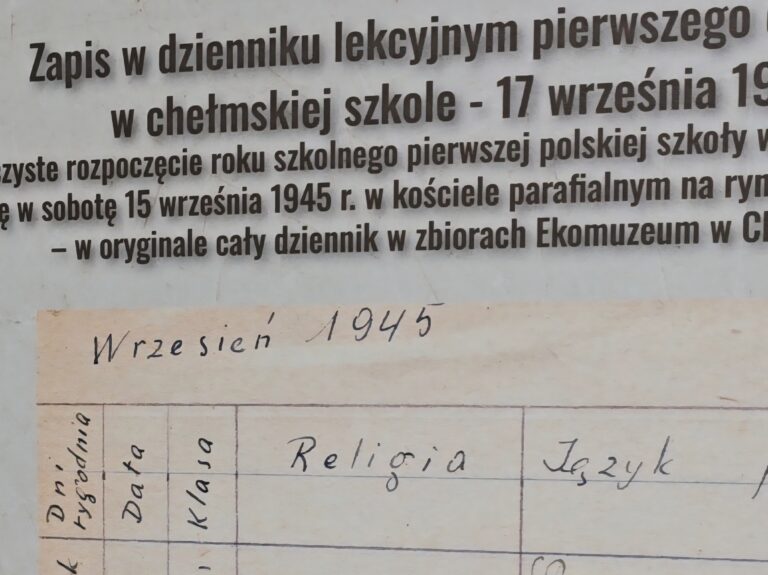 Zapis w dzienniku lekcyjnym pierwszego
w chełmskiej szkole - 17 września 19
zyste rozpoczęcie roku szkolnego pierwszej polskiej szkoły w
ę w sobotę 15 września 1945 r. w kościele parafialnym na ryn
– w oryginale cały dziennik w zbiorach Ekomuzeum w Ch
Wrzesień 1945
Dni tygodnia
Data
Klasa
Religia
Język